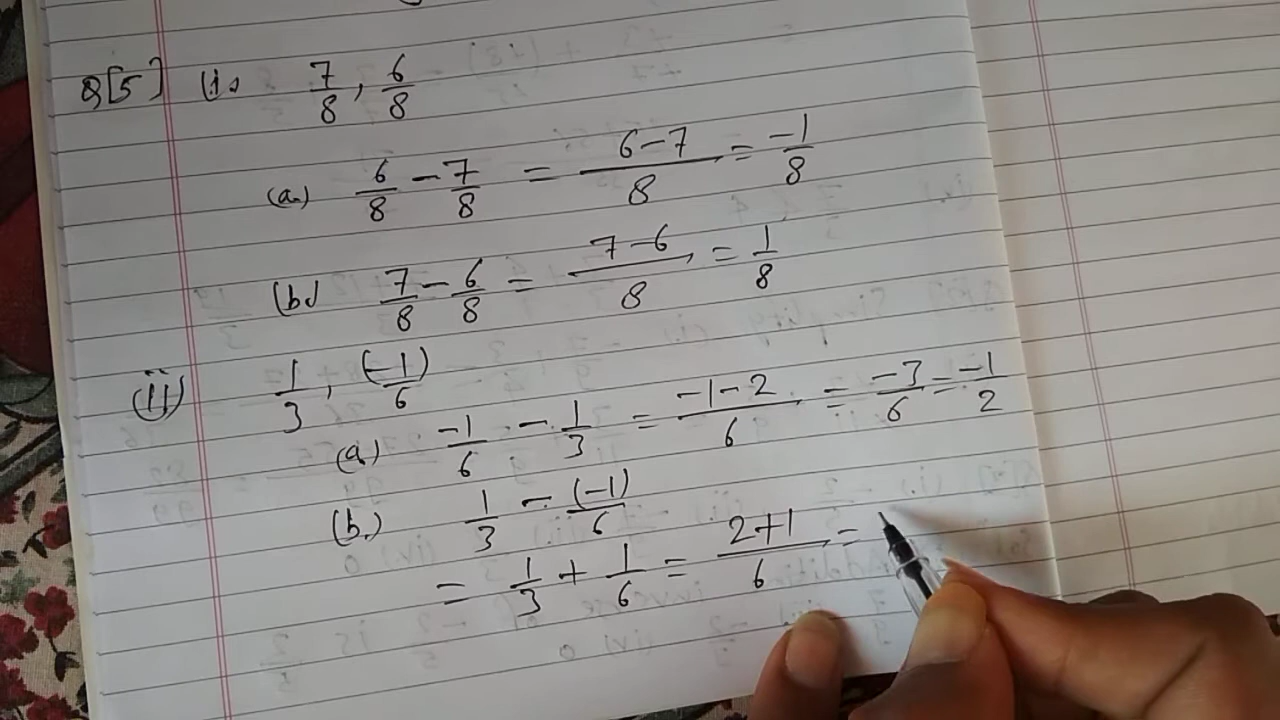 Q[5] (i) 7/8, 6/8
(a) 6/8 - 7/8 = (6-7)/8 = -1/8
(b) 7/8 - 6/8 = (7-6)/8 = 1/8
(ii) 1/3, (-1)/6
(a) -1/6 - 1/3 = (-1-2)/6 = -3/6 = -1/2
(b) 1/3 - (-1)/6
= 1/3 + 1/6 = (2+1)/6 =